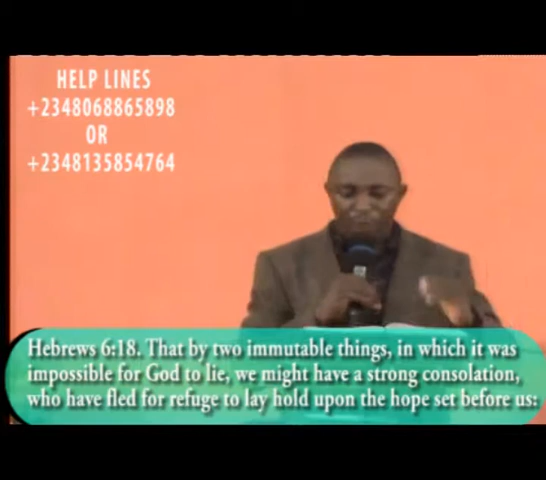 HELP LINES
+2348068865898
OR
+2348135854764
Hebrews 6:18. That by two immutable things, in which it was
impossible for God to lie, we might have a strong consolation,
who have fled for refuge to lay hold upon the hope set before us: